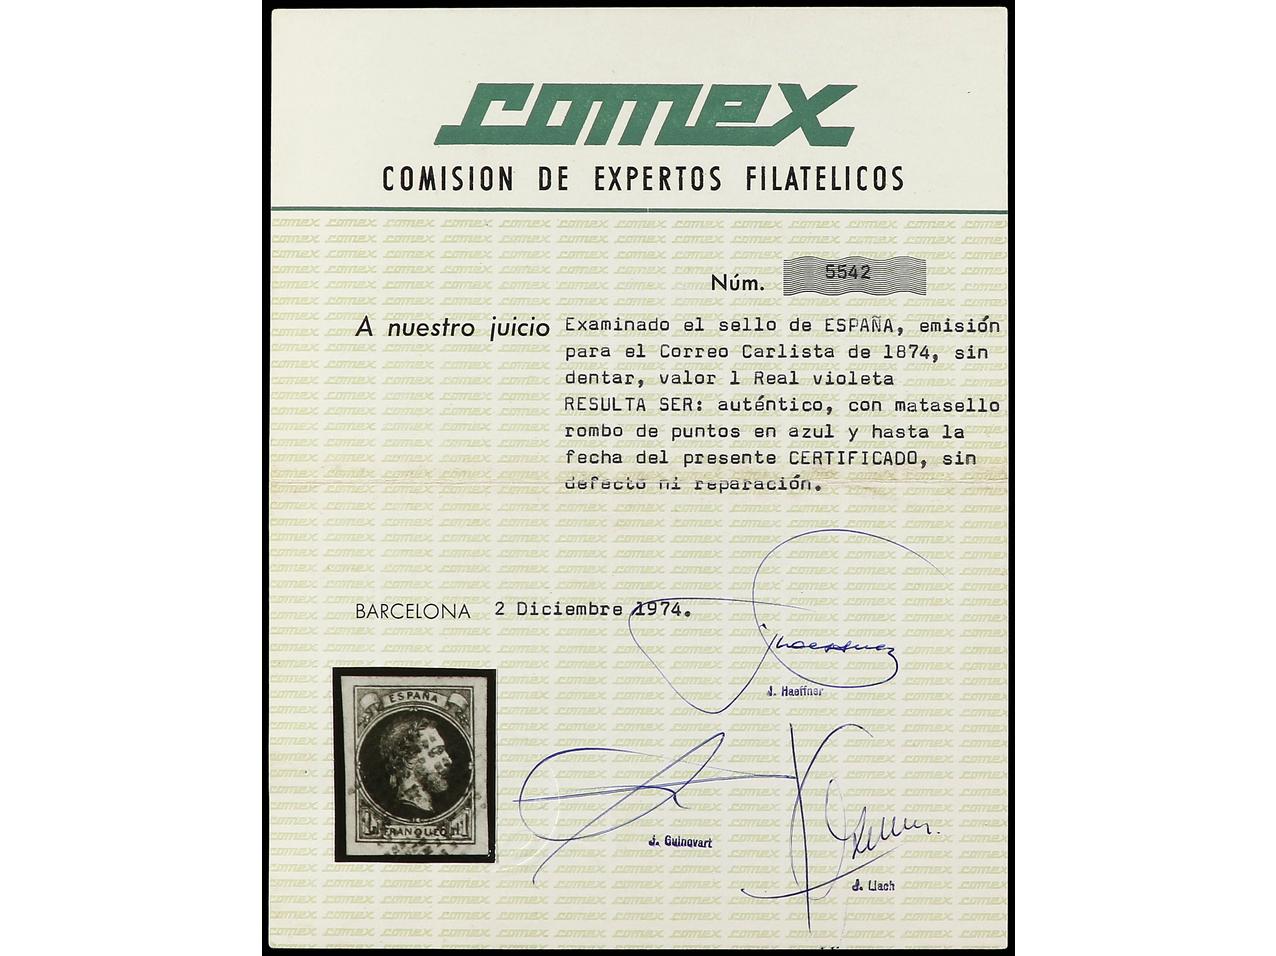 comex
COMISION DE EXPERTOS FILATELICOS
Núm. 5542
A nuestro juicio Examinado el sello de ESPAÑA, emisión
para el Correo Carlista de 1874, sin
dentar, valor 1 Real violeta
RESULTA SER: auténtico, con matasello
rombo de puntos en azul y hasta la
fecha del presente CERTIFICADO, sin
defecto ni reparación.
BARCELONA 2 Diciembre 1974.
J. Haeffner
ESPAÑA
FRANQUEO
J. Guinovart
J. Llach